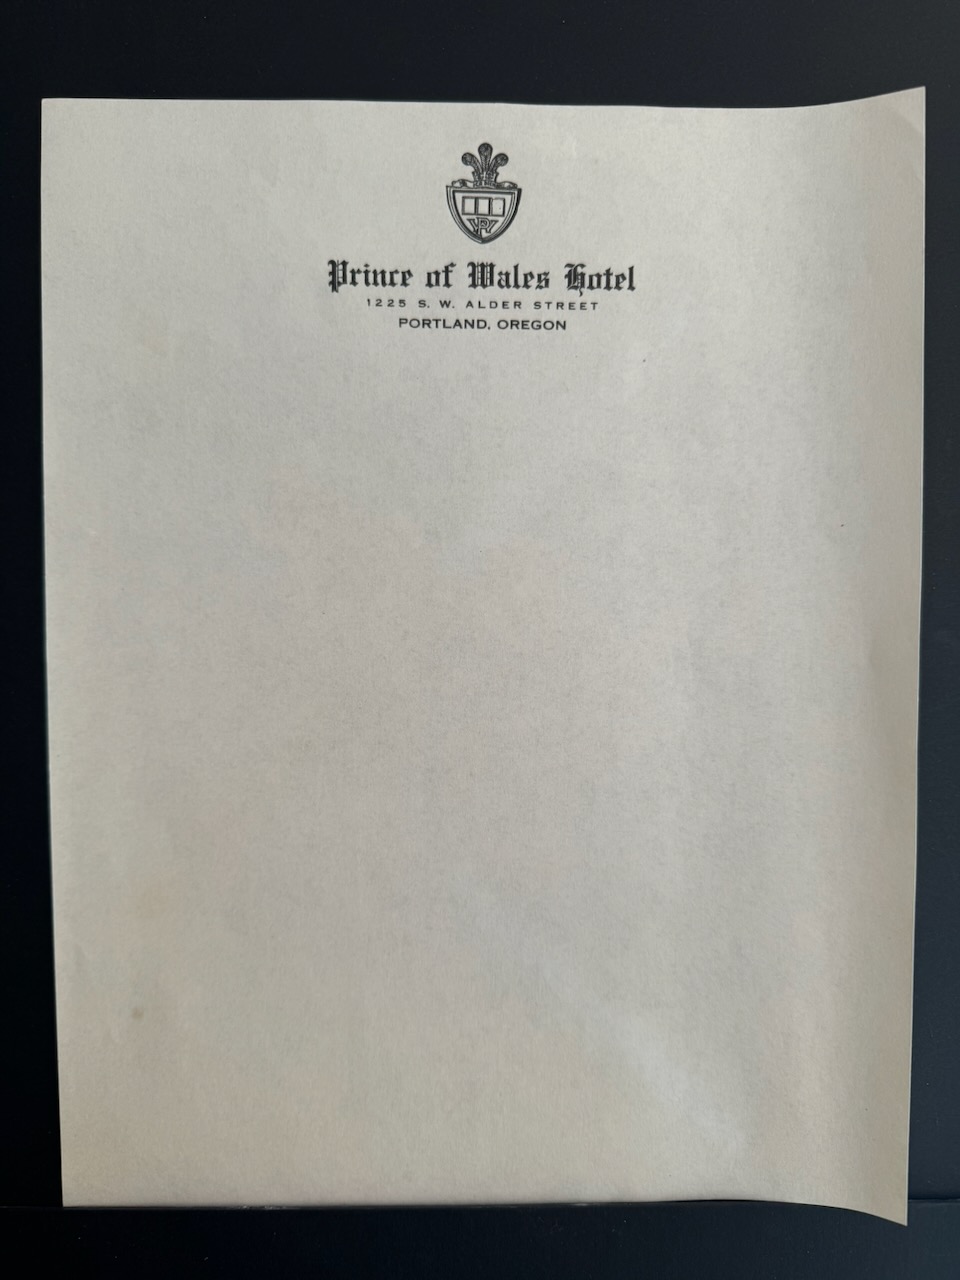 Prince of Wales Hotel
1225 S. W. ALDER STREET
PORTLAND, OREGON